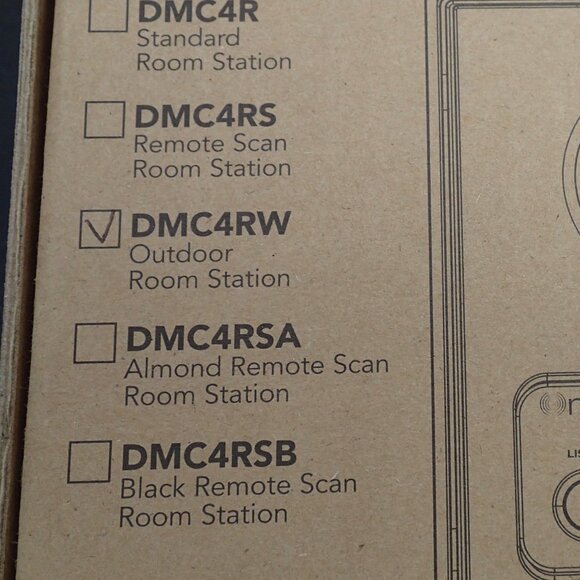 DMC4R
Standard
Room Station
DMC4RS
Remote Scan
Room Station
DMC4RW
Outdoor
Room Station
DMC4RSA
Almond Remote Scan
Room Station
DMC4RSB
Black Remote Scan
Room Station